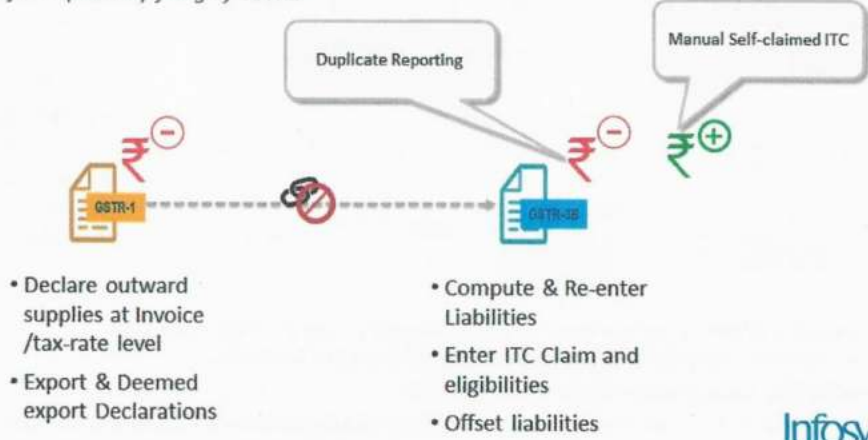 Duplicate Reporting
Manual Self-claimed ITC
GSTR-1
GSTR-3B
• Declare outward
supplies at Invoice
/tax-rate level
• Export & Deemed
export Declarations
• Compute & Re-enter
Liabilities
• Enter ITC Claim and
eligibilities
• Offset liabilities